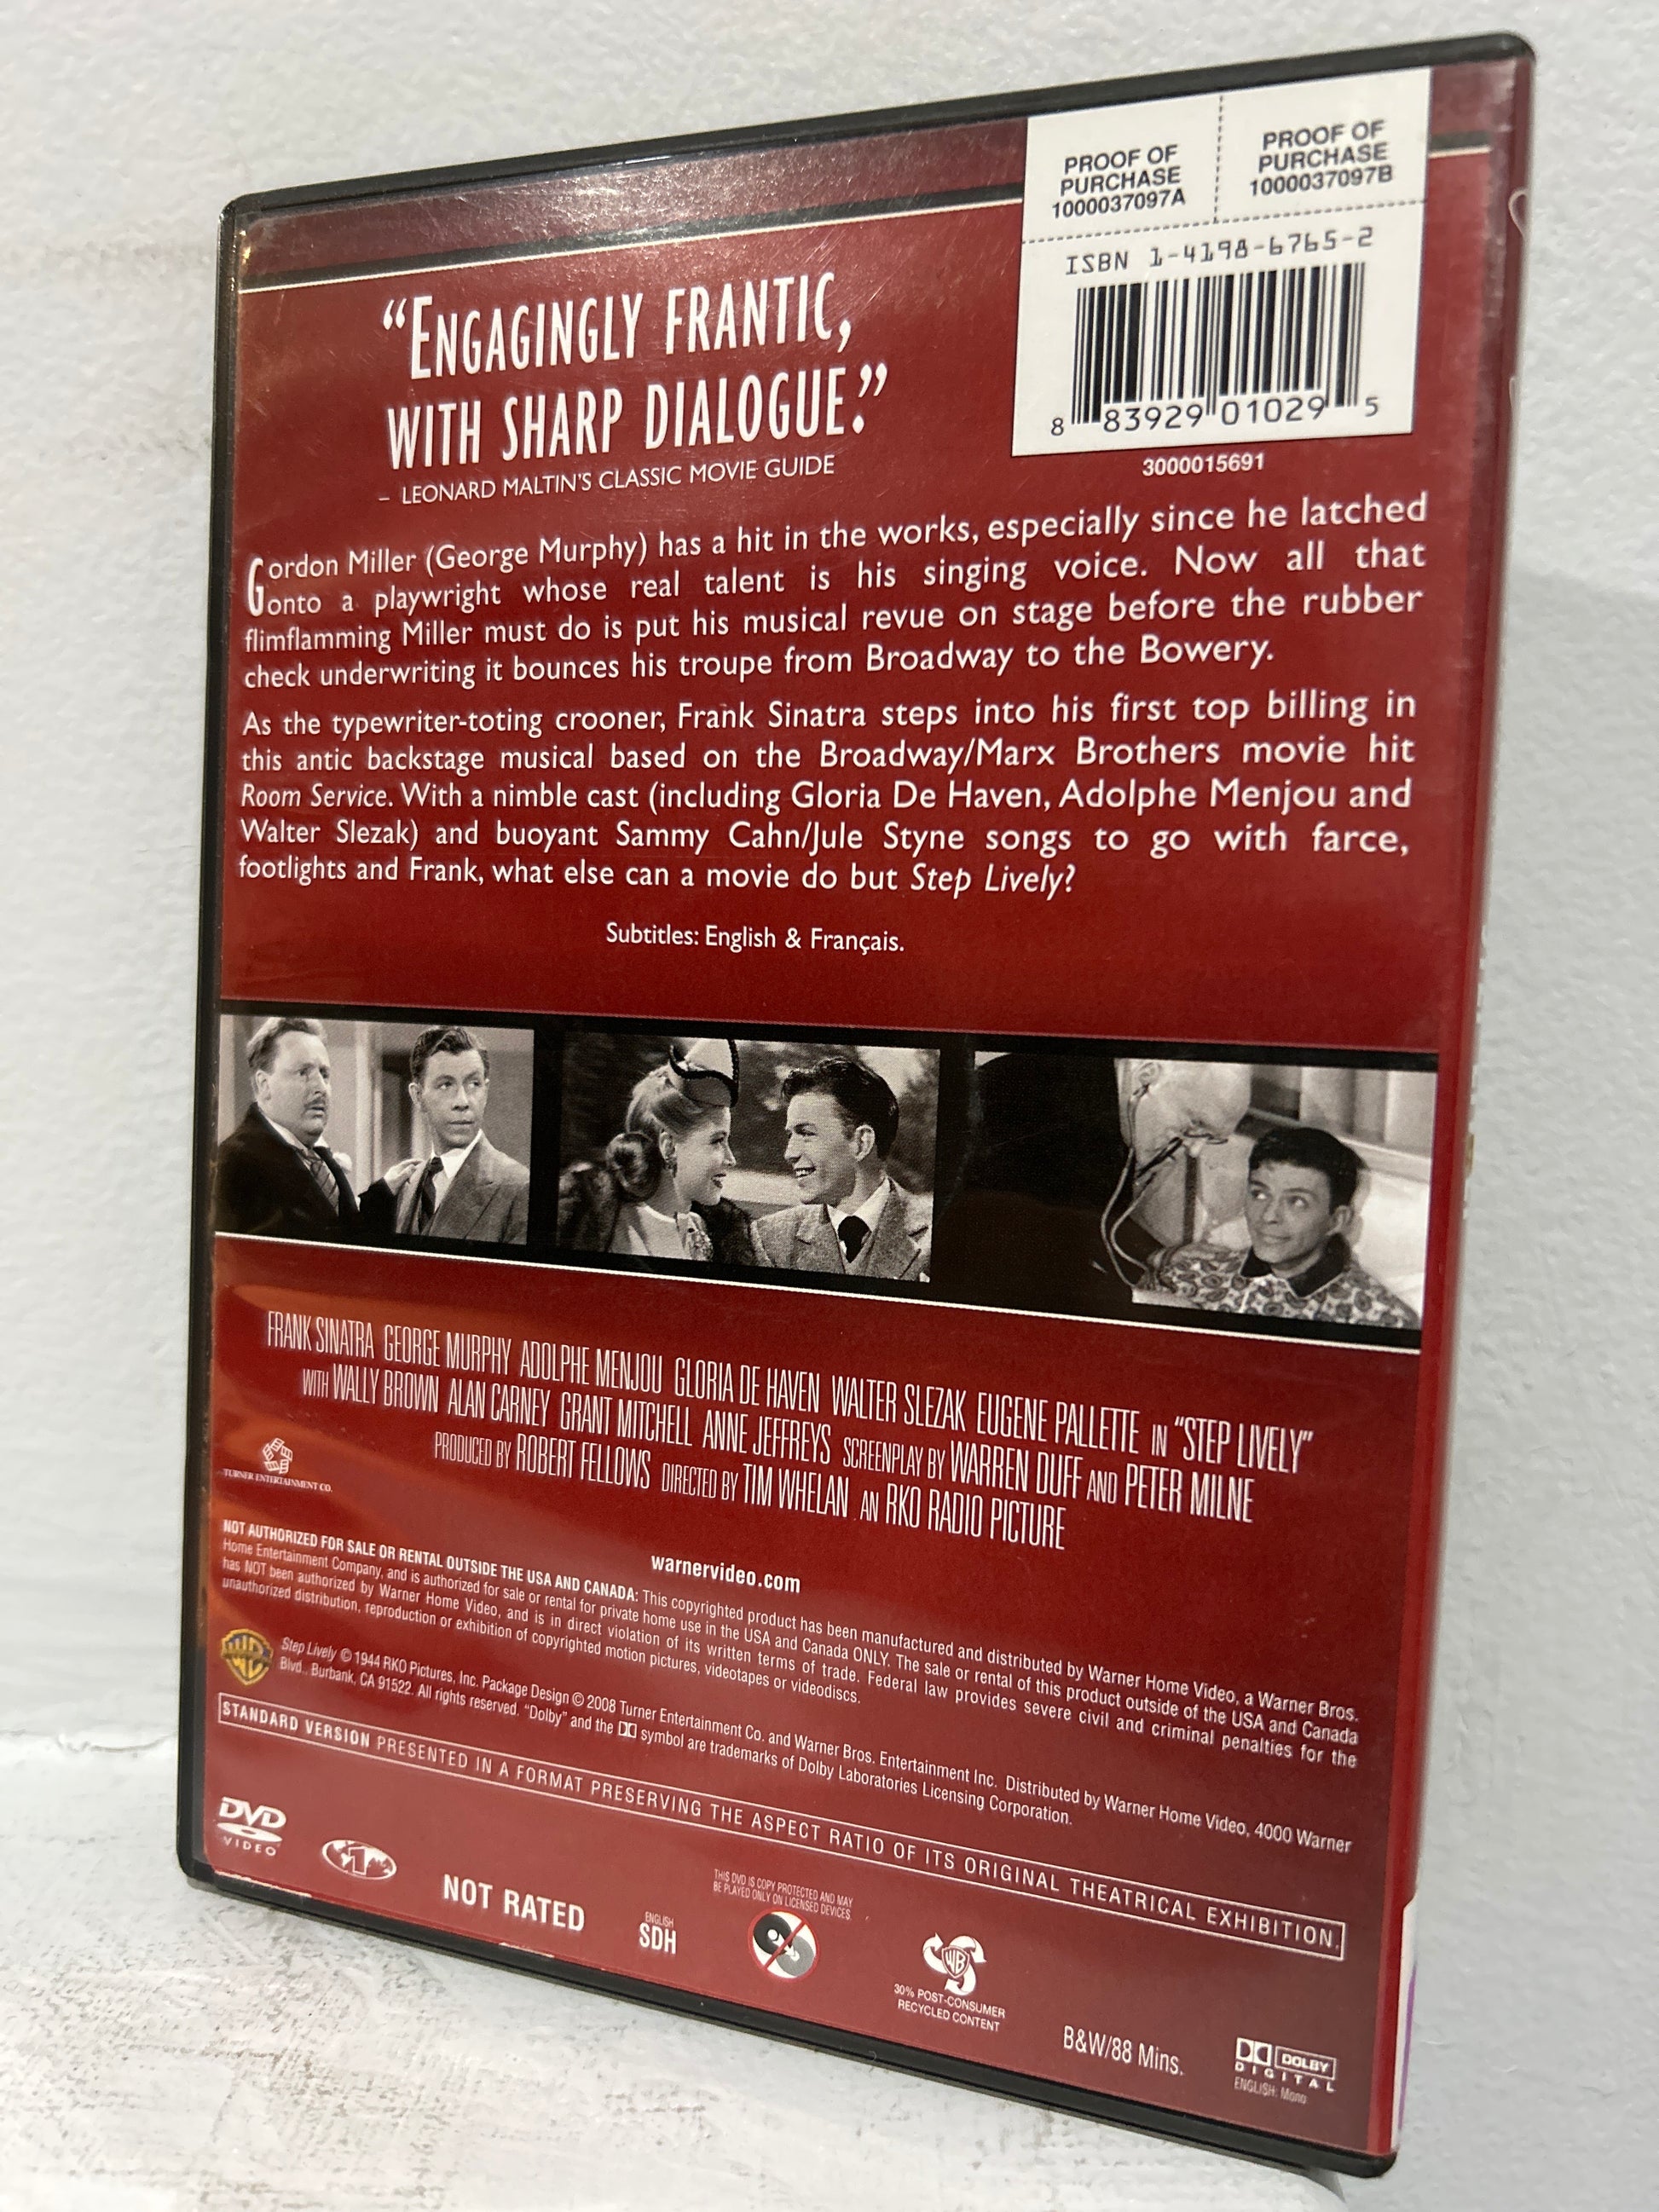 PROOF OF
PURCHASE
1000037097A
PROOF OF
PURCHASE
1000037097B
ISBN 1-4198-6765-2
8 83929 01029 5
3000015691
“ENGAGINGLY FRANTIC,
WITH SHARP DIALOGUE.”
– LEONARD MALTIN'S CLASSIC MOVIE GUIDE
Gordon Miller (George Murphy) has a hit in the works, especially since he latched
onto a playwright whose real talent is his singing voice. Now all that
flimflamming Miller must do is put his musical revue on stage before the rubber
check underwriting it bounces his troupe from Broadway to the Bowery.
As the typewriter-toting crooner, Frank Sinatra steps into his first top billing in
this antic backstage musical based on the Broadway/Marx Brothers movie hit
Room Service. With a nimble cast (including Gloria De Haven, Adolphe Menjou and
Walter Slezak) and buoyant Sammy Cahn/Jule Styne songs to go with farce,
footlights and Frank, what else can a movie do but Step Lively?
Subtitles: English & Français.
FRANK SINATRA GEORGE MURPHY ADOLPHE MENJOU GLORIA DE HAVEN WALTER SLEZAK EUGENE PALLETTE IN “STEP LIVELY”
WITH WALLY BROWN ALAN CARNEY GRANT MITCHELL ANNE JEFFREYS SCREENPLAY BY WARREN DUFF AND PETER MILNE
PRODUCED BY ROBERT FELLOWS DIRECTED BY TIM WHELAN AN RKO RADIO PICTURE
TURNER ENTERTAINMENT CO.
warnervideo.com
NOT AUTHORIZED FOR SALE OR RENTAL OUTSIDE THE USA AND CANADA: This copyrighted product has been manufactured and distributed by Warner Home Video, a Warner Bros.
Home Entertainment Company, and is authorized for sale or rental for private home use in the USA and Canada ONLY. The sale or rental of this product outside of the USA and Canada
has NOT been authorized by Warner Home Video, and is in direct violation of its written terms of trade. Federal law provides severe civil and criminal penalties for the
unauthorized distribution, reproduction or exhibition of copyrighted motion pictures, videotapes or videodiscs.
Step Lively © 1944 RKO Pictures, Inc. Package Design © 2008 Turner Entertainment Co. and Warner Bros. Entertainment Inc. Distributed by Warner Home Video, 4000 Warner
Blvd., Burbank, CA 91522. All rights reserved. “Dolby” and the DD symbol are trademarks of Dolby Laboratories Licensing Corporation.
STANDARD VERSION PRESENTED IN A FORMAT PRESERVING THE ASPECT RATIO OF ITS ORIGINAL THEATRICAL EXHIBITION.
DVD
VIDEO
1
NOT RATED
ENGLISH
SDH
THIS DVD IS COPY PROTECTED AND MAY
BE PLAYED ONLY ON LICENSED DEVICES
WB
30% POST-CONSUMER
RECYCLED CONTENT
B&W/88 Mins.
DOLBY
DIGITAL
ENGLISH: Mono